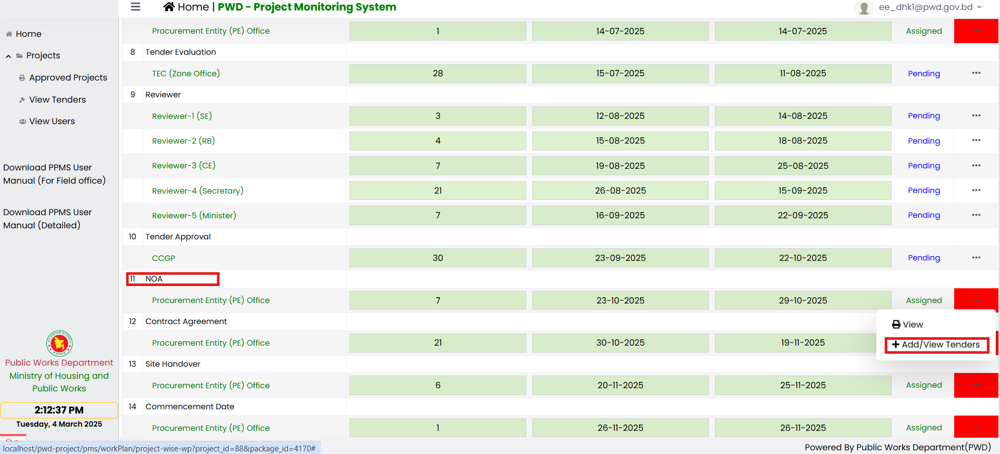 Home | PWD - Project Monitoring System
ee_dhk1@pwd.gov.bd
Home
Projects
Approved Projects
View Tenders
View Users
Download PPMS User
Manual (For Field office)
Download PPMS User
Manual (Detailed)
Public Works Department
Ministry of Housing and
Public Works
2:12:37 PM
Tuesday, 4 March 2025
Procurement Entity (PE) Office 1 14-07-2025 14-07-2025 Assigned ...
8 Tender Evaluation
TEC (Zone Office) 28 15-07-2025 11-08-2025 Pending ...
9 Reviewer
Reviewer-1 (SE) 3 12-08-2025 14-08-2025 Pending ...
Reviewer-2 (RB) 4 15-08-2025 18-08-2025 Pending ...
Reviewer-3 (CE) 7 19-08-2025 25-08-2025 Pending ...
Reviewer-4 (Secretary) 21 26-08-2025 15-09-2025 Pending ...
Reviewer-5 (Minister) 7 16-09-2025 22-09-2025 Pending ...
10 Tender Approval
CCGP 30 23-09-2025 22-10-2025 Pending ...
11 NOA
Procurement Entity (PE) Office 7 23-10-2025 29-10-2025 Assigned ...
12 Contract Agreement
View
Procurement Entity (PE) Office 21 30-10-2025 19-11-2025
+ Add/View Tenders
13 Site Handover
Procurement Entity (PE) Office 6 20-11-2025 25-11-2025 Assigned ...
14 Commencement Date
Procurement Entity (PE) Office 1 26-11-2025 26-11-2025 Assigned ...
localhost/pwd-project/pms/workPlan/project-wise-wp?project_id=88&package_id=4170#
Powered By Public Works Department(PWD)